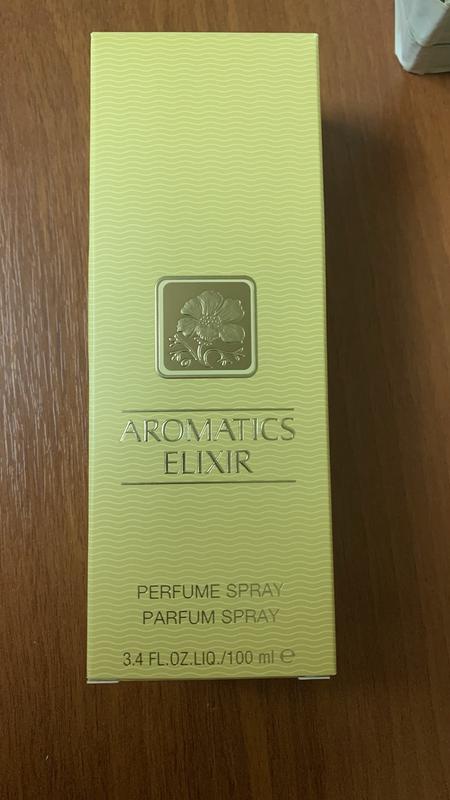 AROMATICS
ELIXIR
PERFUME SPRAY
PARFUM SPRAY
3.4 FL.OZ.LIQ./100 ml ℮